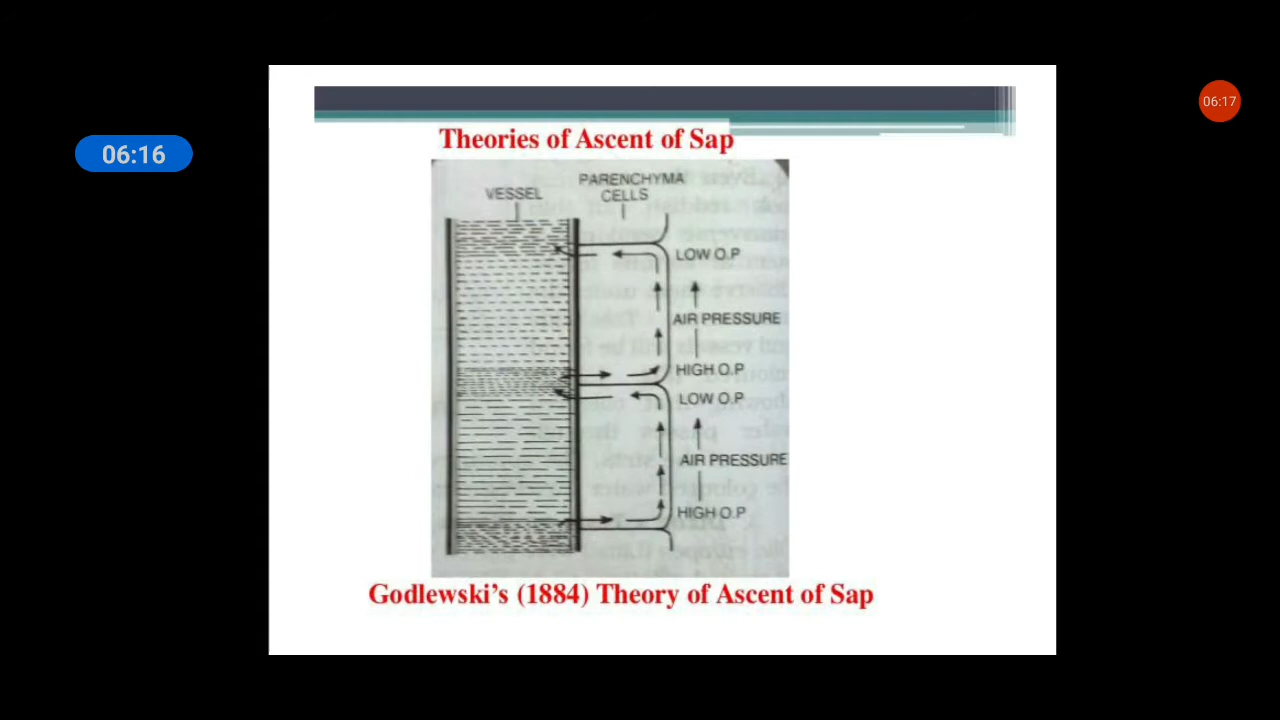 06:17
06:16
Theories of Ascent of Sap
VESSEL
PARENCHYMA
CELLS
LOW O.P
AIR PRESSURE
HIGH O.P
LOW O.P
AIR PRESSURE
HIGH O.P
Godlewski's (1884) Theory of Ascent of Sap